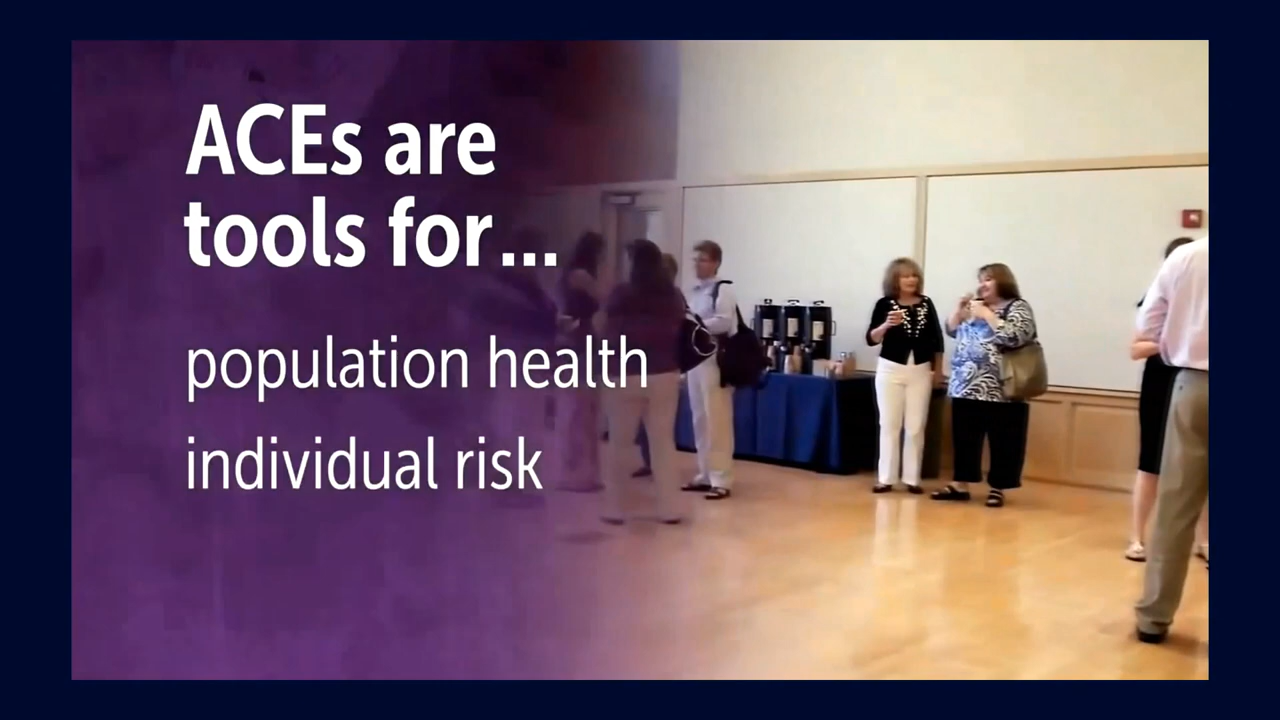 ACEs are
tools for...
population health
individual risk